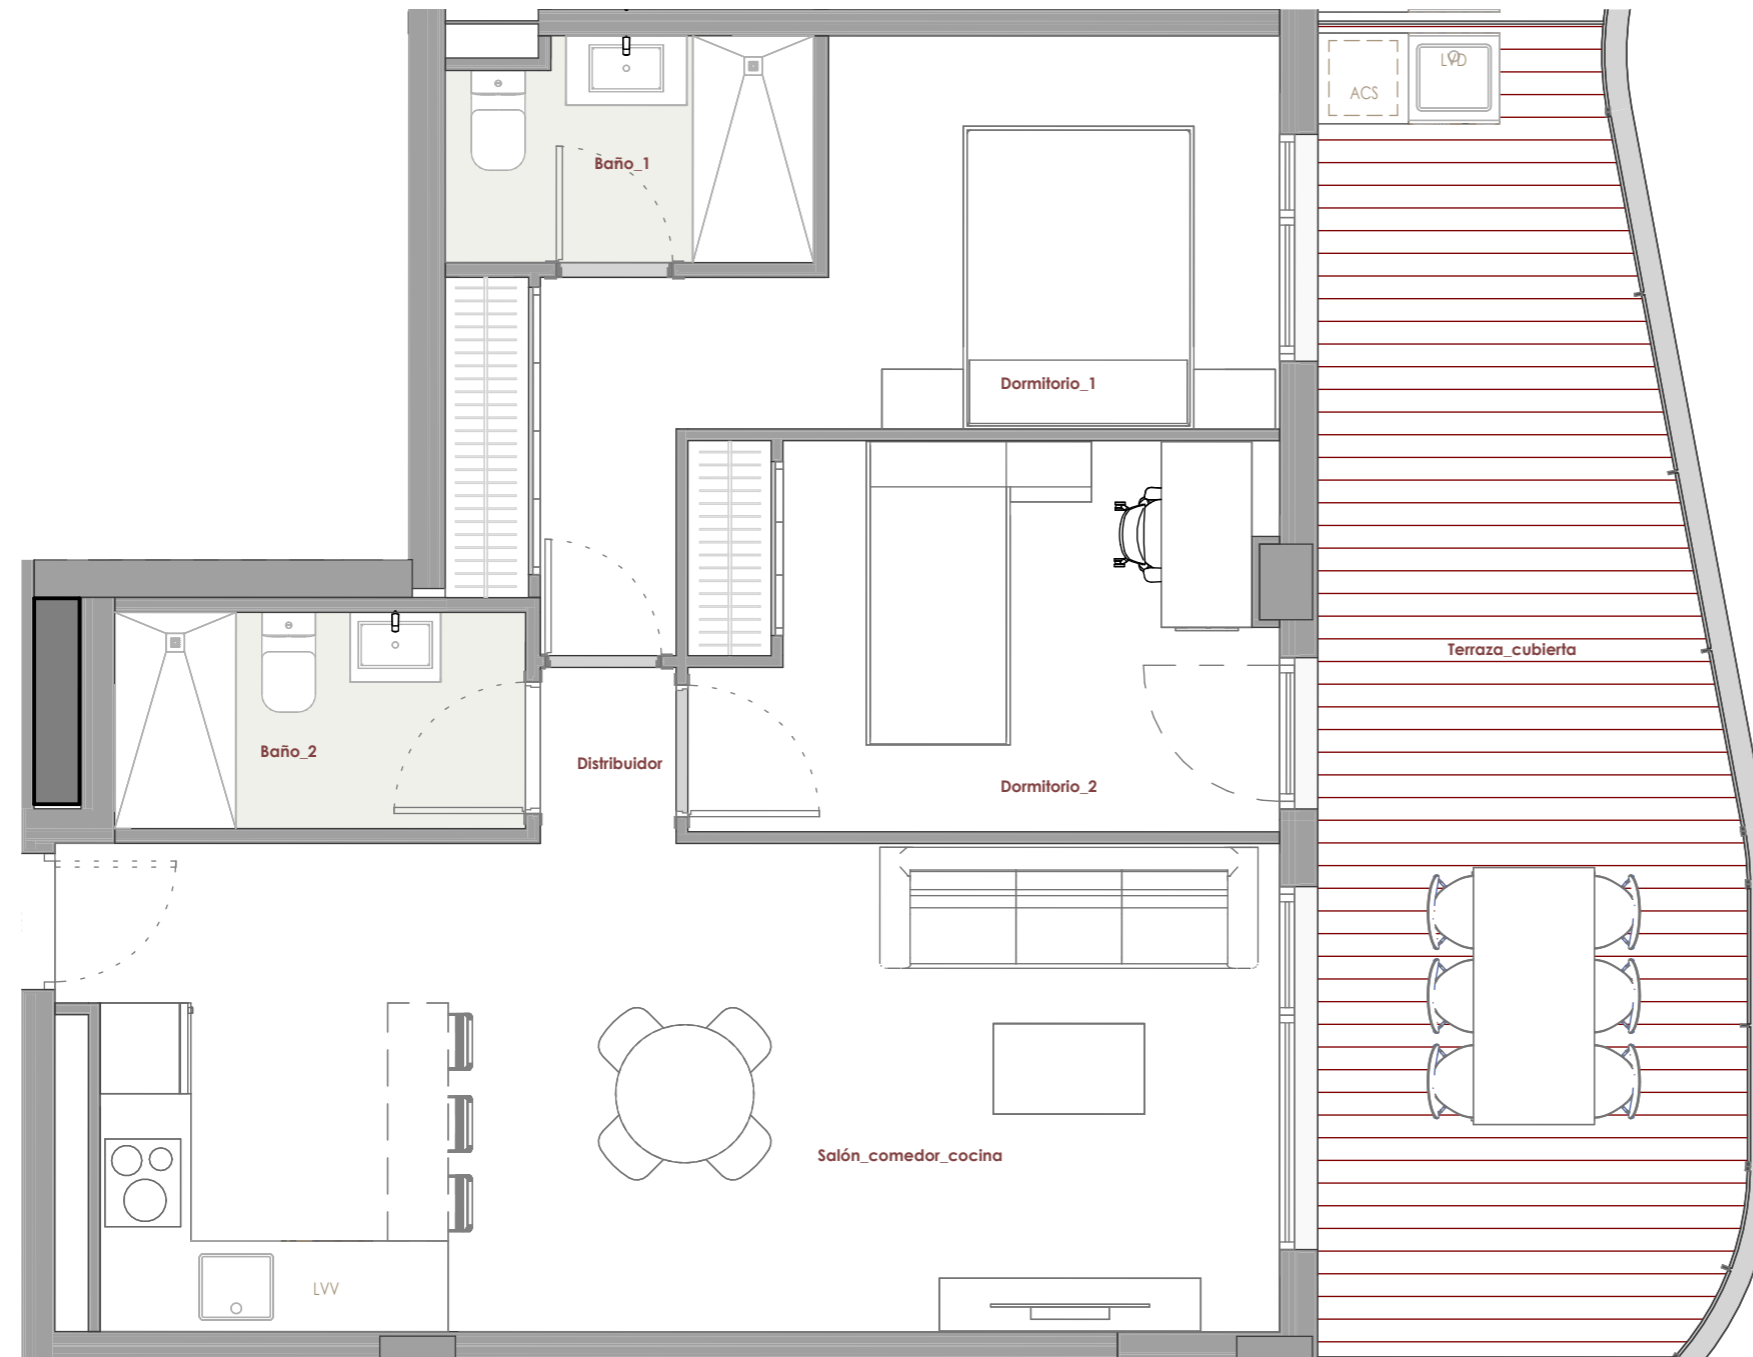 LVD
ACS
Baño_1
Dormitorio_1
Terraza_cubierta
Baño_2
Distribuidor
Dormitorio_2
Salón_comedor_cocina
LVV